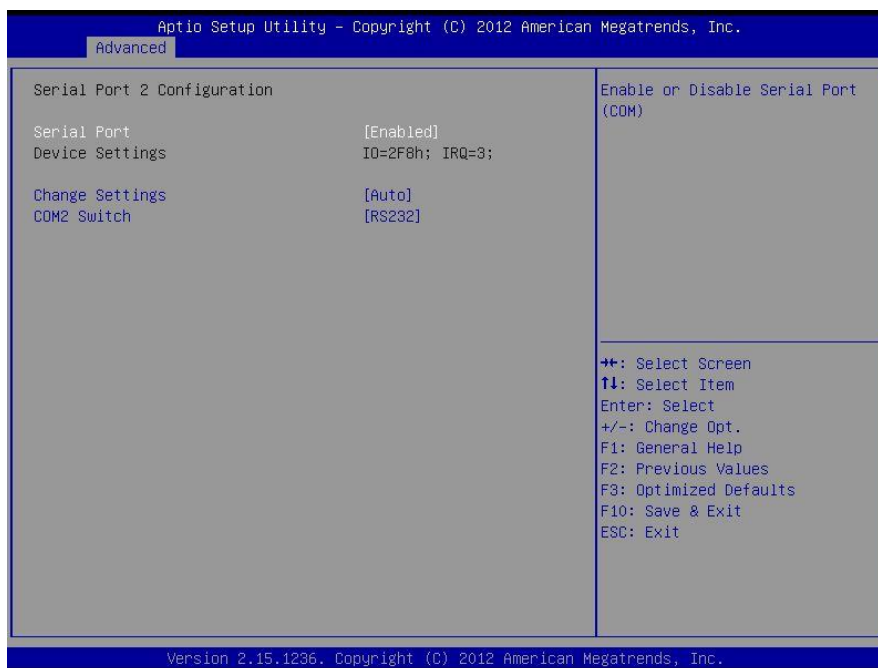 Aptio Setup Utility – Copyright (C) 2012 American Megatrends, Inc.
Advanced
Serial Port 2 Configuration
Serial Port [Enabled]
Device Settings IO=2F8h; IRQ=3;
Change Settings [Auto]
COM2 Switch [RS232]
Enable or Disable Serial Port
(COM)
→←: Select Screen
↑↓: Select Item
Enter: Select
+/-: Change Opt.
F1: General Help
F2: Previous Values
F3: Optimized Defaults
F10: Save & Exit
ESC: Exit
Version 2.15.1236. Copyright (C) 2012 American Megatrends, Inc.